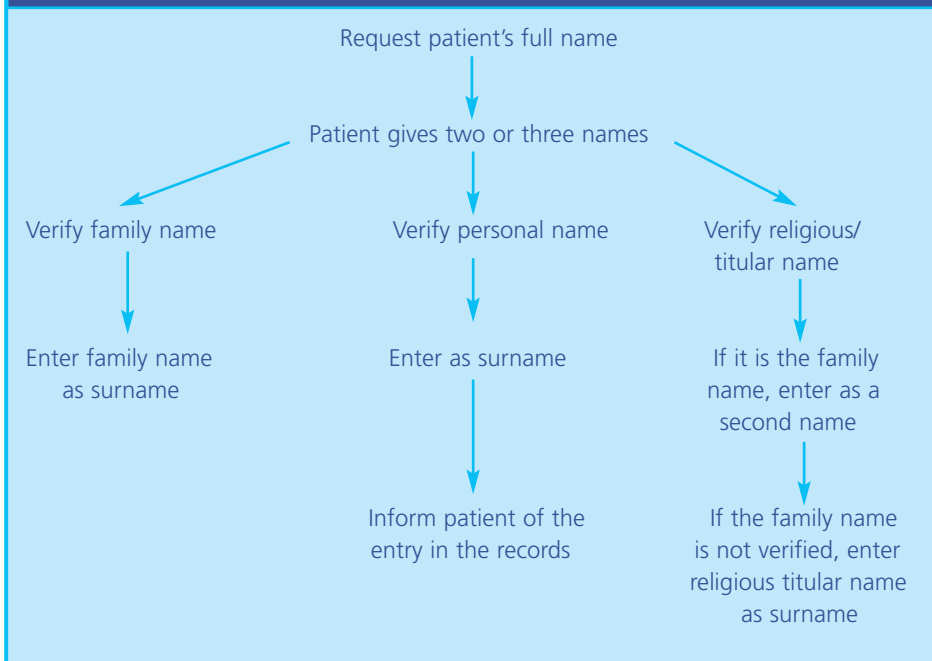 Request patient's full name
Patient gives two or three names
Verify family name
Enter family name
as surname
Verify personal name
Enter as surname
Inform patient of the
entry in the records
Verify religious/
titular name
If it is the family
name, enter as a
second name
If the family name
is not verified, enter
religious titular name
as surname